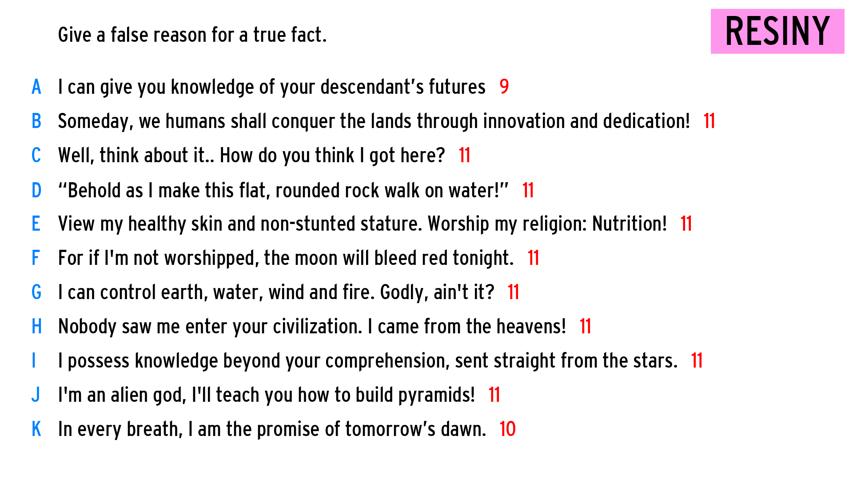 Give a false reason for a true fact.
RESINY
A I can give you knowledge of your descendant's futures 9
B Someday, we humans shall conquer the lands through innovation and dedication! 11
C Well, think about it.. How do you think I got here? 11
D “Behold as I make this flat, rounded rock walk on water!” 11
E View my healthy skin and non-stunted stature. Worship my religion: Nutrition! 11
F For if I'm not worshipped, the moon will bleed red tonight. 11
G I can control earth, water, wind and fire. Godly, ain't it? 11
H Nobody saw me enter your civilization. I came from the heavens! 11
I I possess knowledge beyond your comprehension, sent straight from the stars. 11
J I'm an alien god, I'll teach you how to build pyramids! 11
K In every breath, I am the promise of tomorrow’s dawn. 10